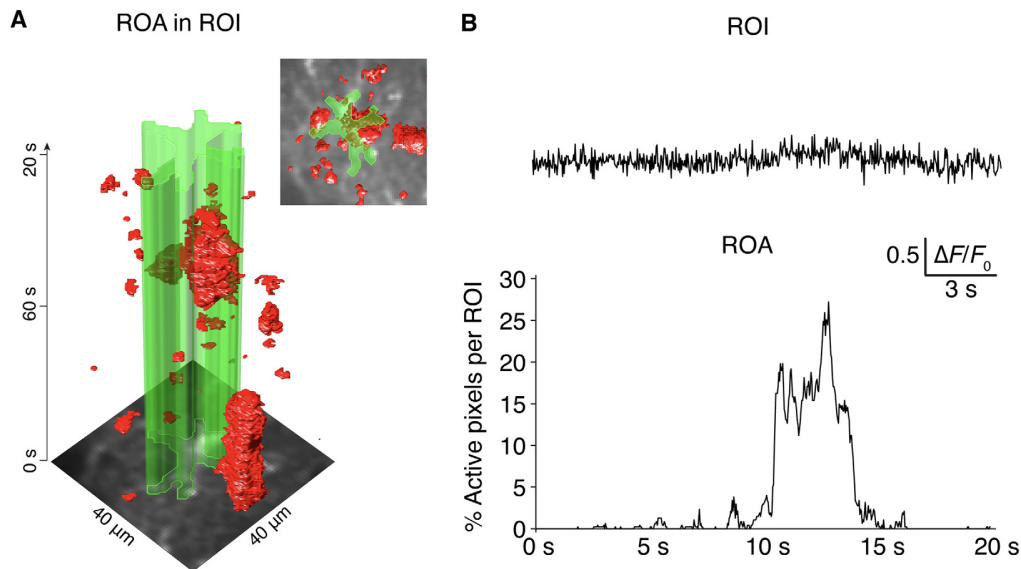 A
ROA in ROI
20 s
60 s
0 s
40 µm
40 µm
B
ROI
ROA
0.5
ΔF/F₀
3 s
% Active pixels per ROI
30
25
20
15
10
5
0
0 s
5 s
10 s
15 s
20 s